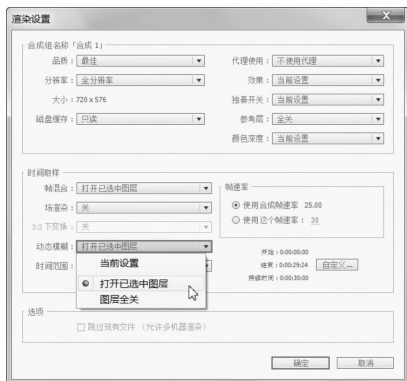 渲染设置
合成组名称「合成 1」
品质： 最佳
分辨率： 全分辨率
大小：720 x 576
磁盘缓存： 只读
代理使用： 不使用代理
效果： 当前设置
独奏开关： 当前设置
参考层： 全关
颜色深度： 当前设置
时间取样
帧混合： 打开已选中图层
场渲染： 关
3:2 下变换： 关
动态模糊： 打开已选中图层
时间范围：
当前设置
打开已选中图层
图层全关
帧速率
使用合成帧速率 25.00
使用这个帧速率： 30
开始：0:00:00:00
结束：0:00:29:24 自定义...
持续时间：0:00:30:00
选项
跳过现有文件 （允许多机器渲染）
确定 取消